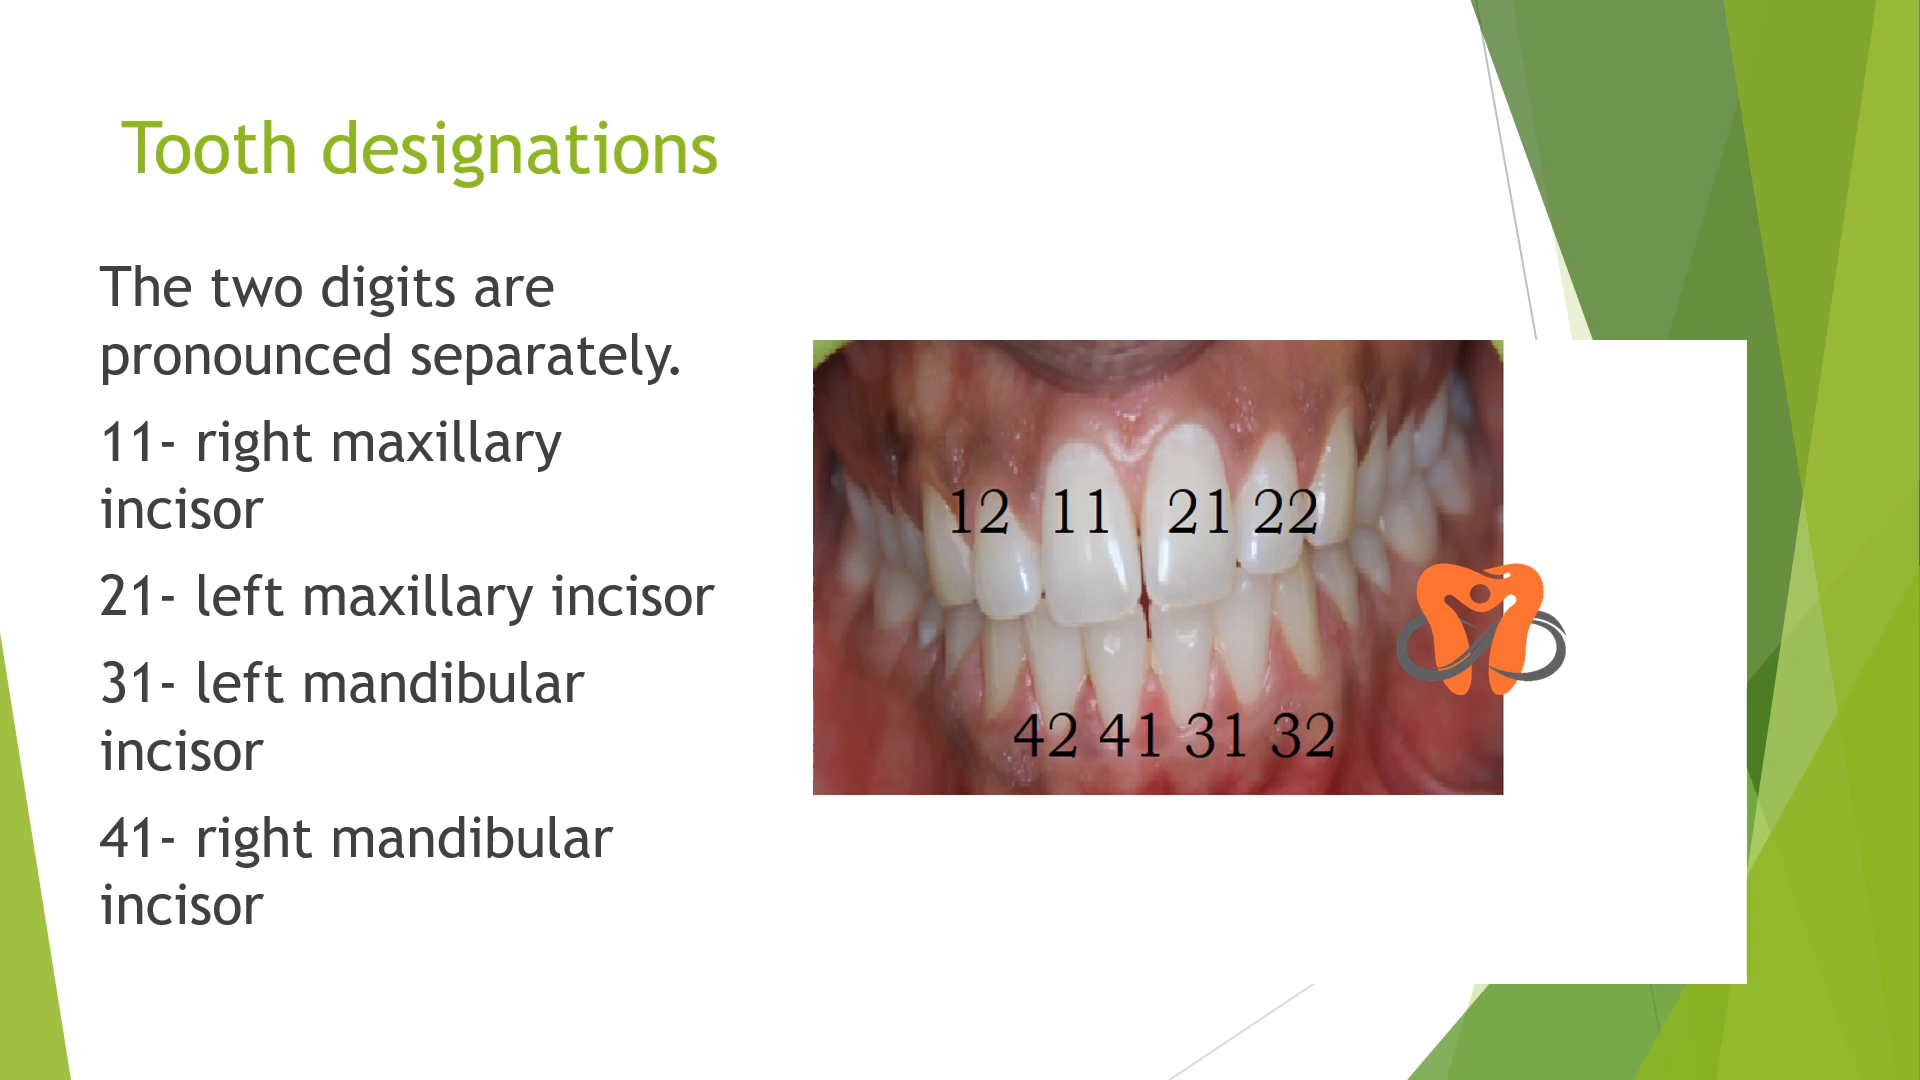 Tooth designations
The two digits are
pronounced separately.
11- right maxillary
incisor
21- left maxillary incisor
31- left mandibular
incisor
41- right mandibular
incisor
12 11 21 22
42 41 31 32